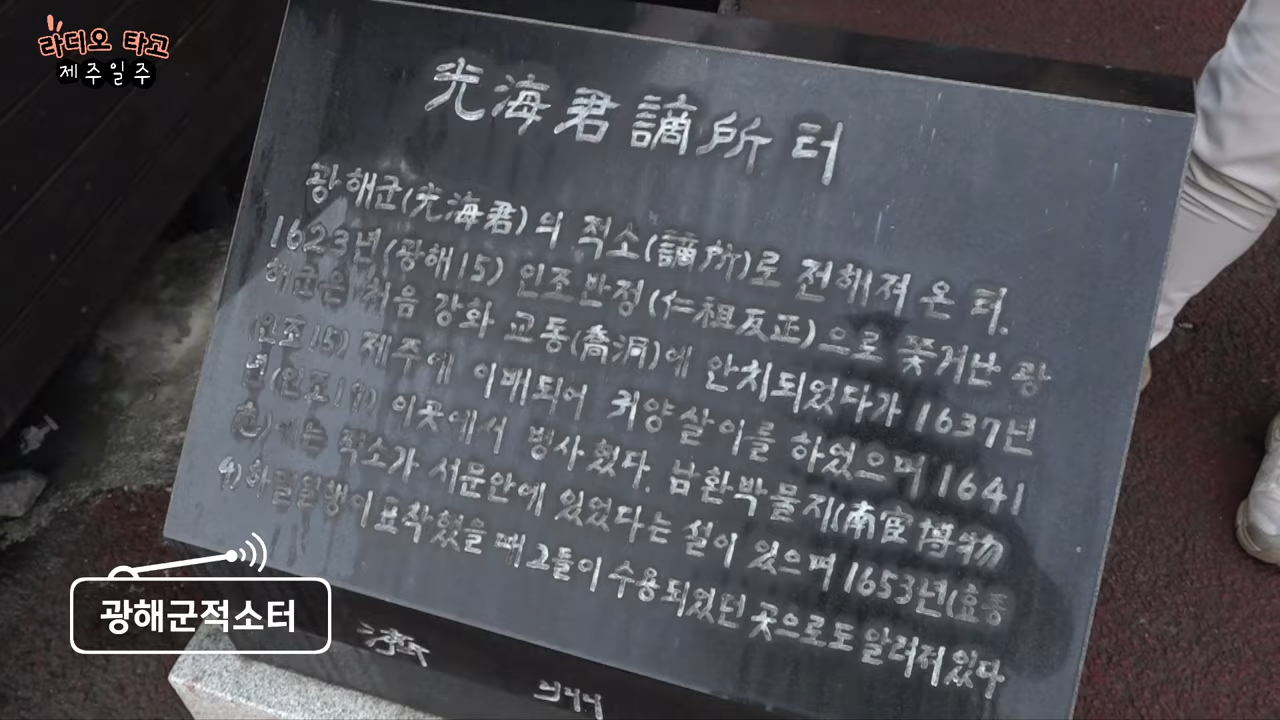 라디오 타고
제주일주
光海君謫所 터
광해군(光海君)의 적소(謫所)로 전해져 온 터.
1623년(광해15) 인조반정(仁祖反正)으로 쫓겨난 광
해군은 처음 강화 교동(喬洞)에 안치되었다가 1637년
(인조15) 제주에 이배되어 귀양살이를 하였으며 1641
년(인조19) 이곳에서 병사했다. 남환박물지(南宦博物
에는 적소가 서문안에 있었다는 설이 있으며 1653년(효종
4)하멜일행이 표착했을 때 그들이 수용되었던 곳으로도 알려져있다
濟
광해군적소터